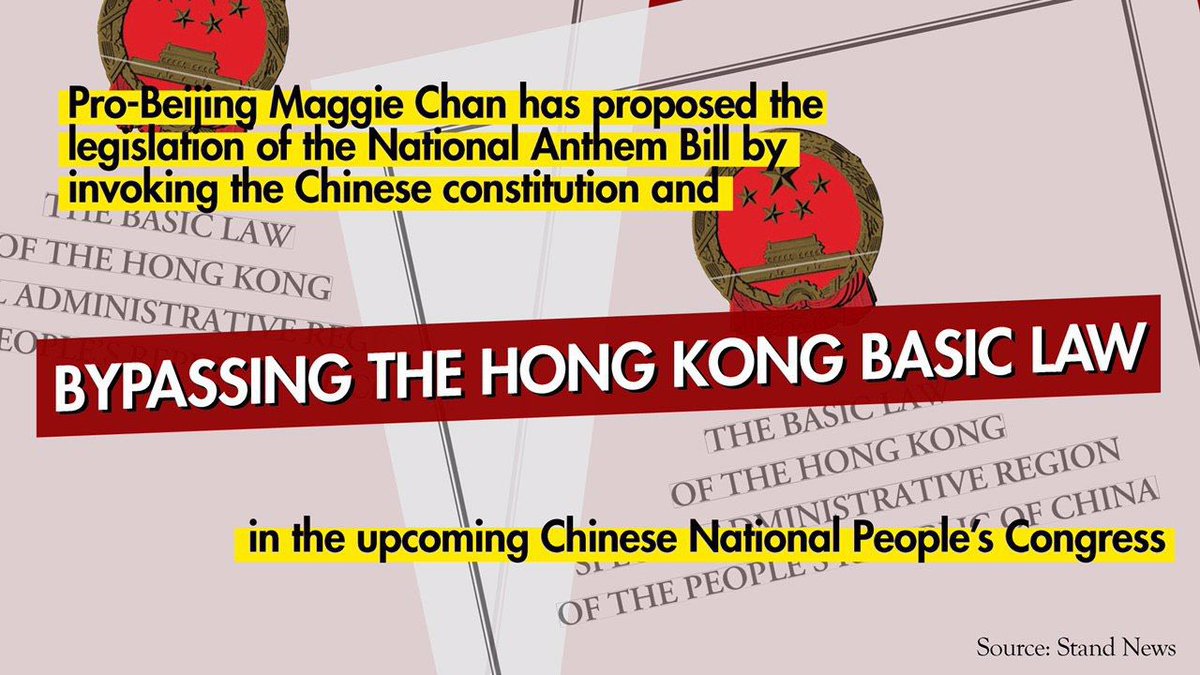 Pro-Beijing Maggie Chan has proposed the
legislation of the National Anthem Bill by
invoking the Chinese constitution and
THE BASIC LAW
OF THE HONG KONG
ADMINISTRATIVE REG
BYPASSING THE HONG KONG BASIC LAW
THE BASIC LAW
OF THE HONG KONG
ADMINISTRATIVE REGION
OF THE PEOPLE'S OF CHINA
in the upcoming Chinese National People's Congress
Source: Stand News